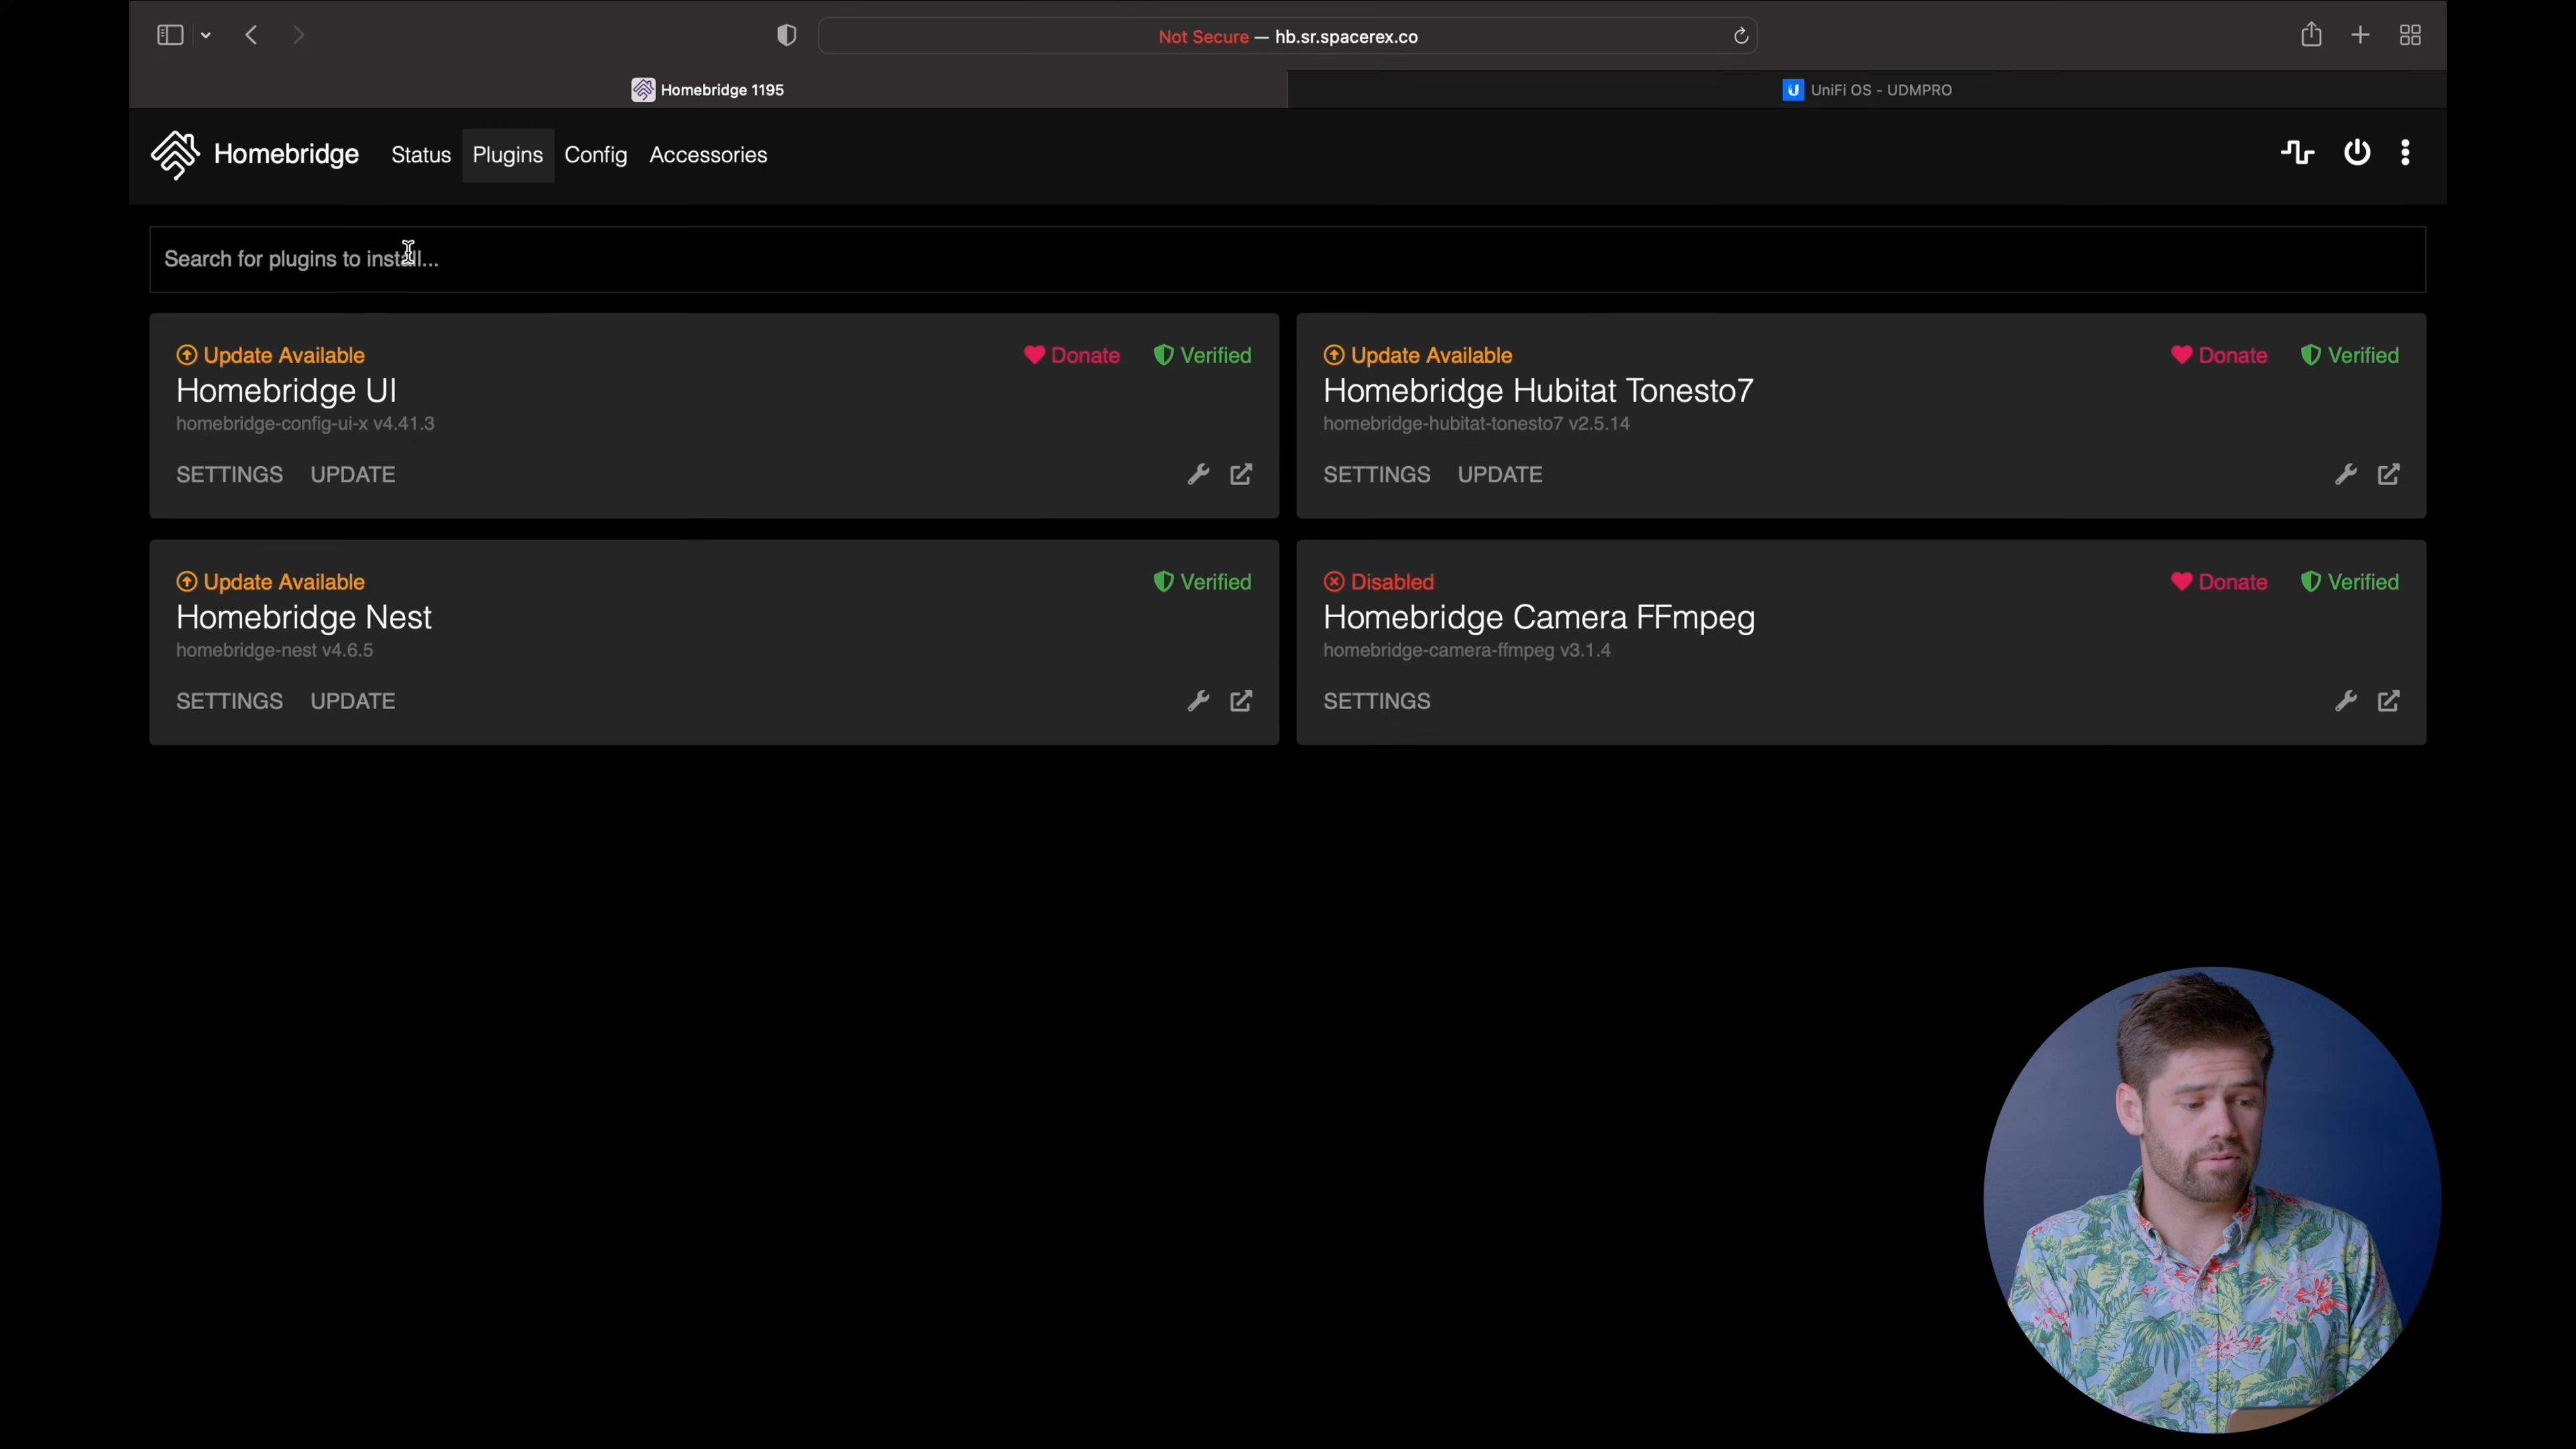 Not Secure — hb.sr.spacerex.co
Homebridge 1195
UniFi OS - UDMPRO
Homebridge
Status
Plugins
Config
Accessories
Search for plugins to install...
Update Available
Donate
Verified
Homebridge UI
homebridge-config-ui-x v4.41.3
SETTINGS
UPDATE
Update Available
Donate
Verified
Homebridge Hubitat Tonesto7
homebridge-hubitat-tonesto7 v2.5.14
SETTINGS
UPDATE
Update Available
Verified
Homebridge Nest
homebridge-nest v4.6.5
SETTINGS
UPDATE
Disabled
Donate
Verified
Homebridge Camera FFmpeg
homebridge-camera-ffmpeg v3.1.4
SETTINGS